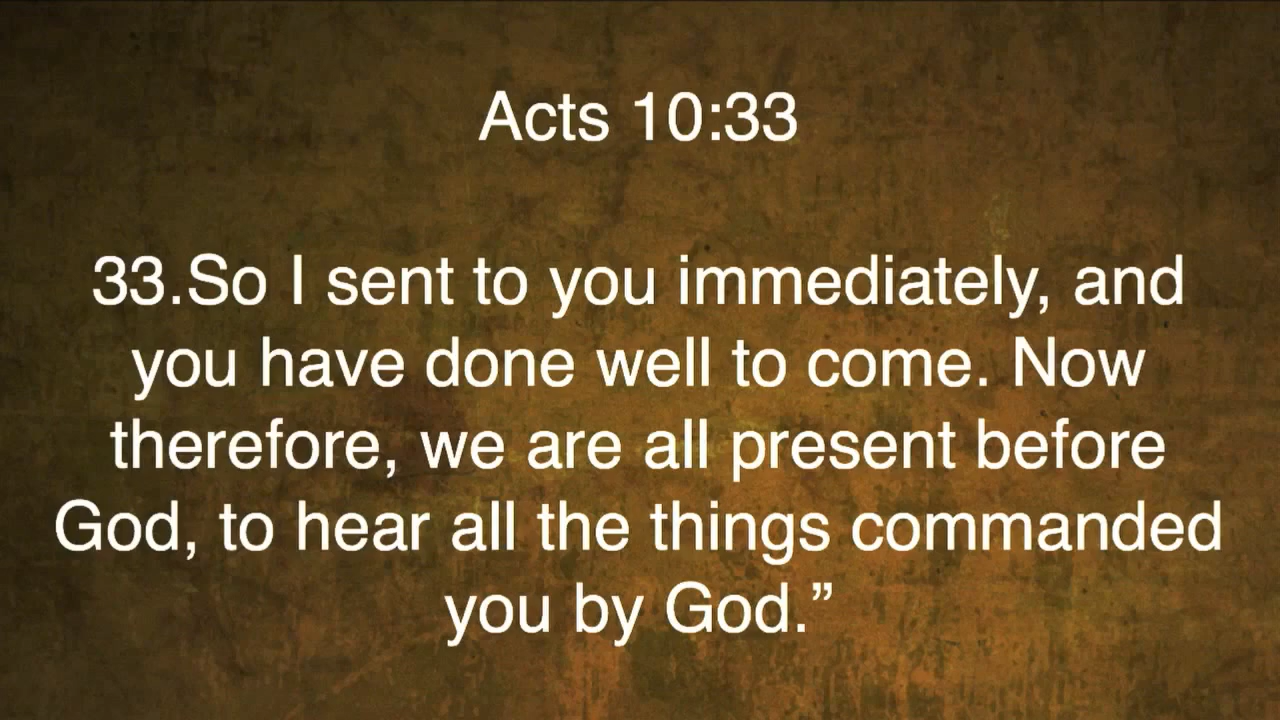 Acts 10:33
33.So I sent to you immediately, and
you have done well to come. Now
therefore, we are all present before
God, to hear all the things commanded
you by God.”